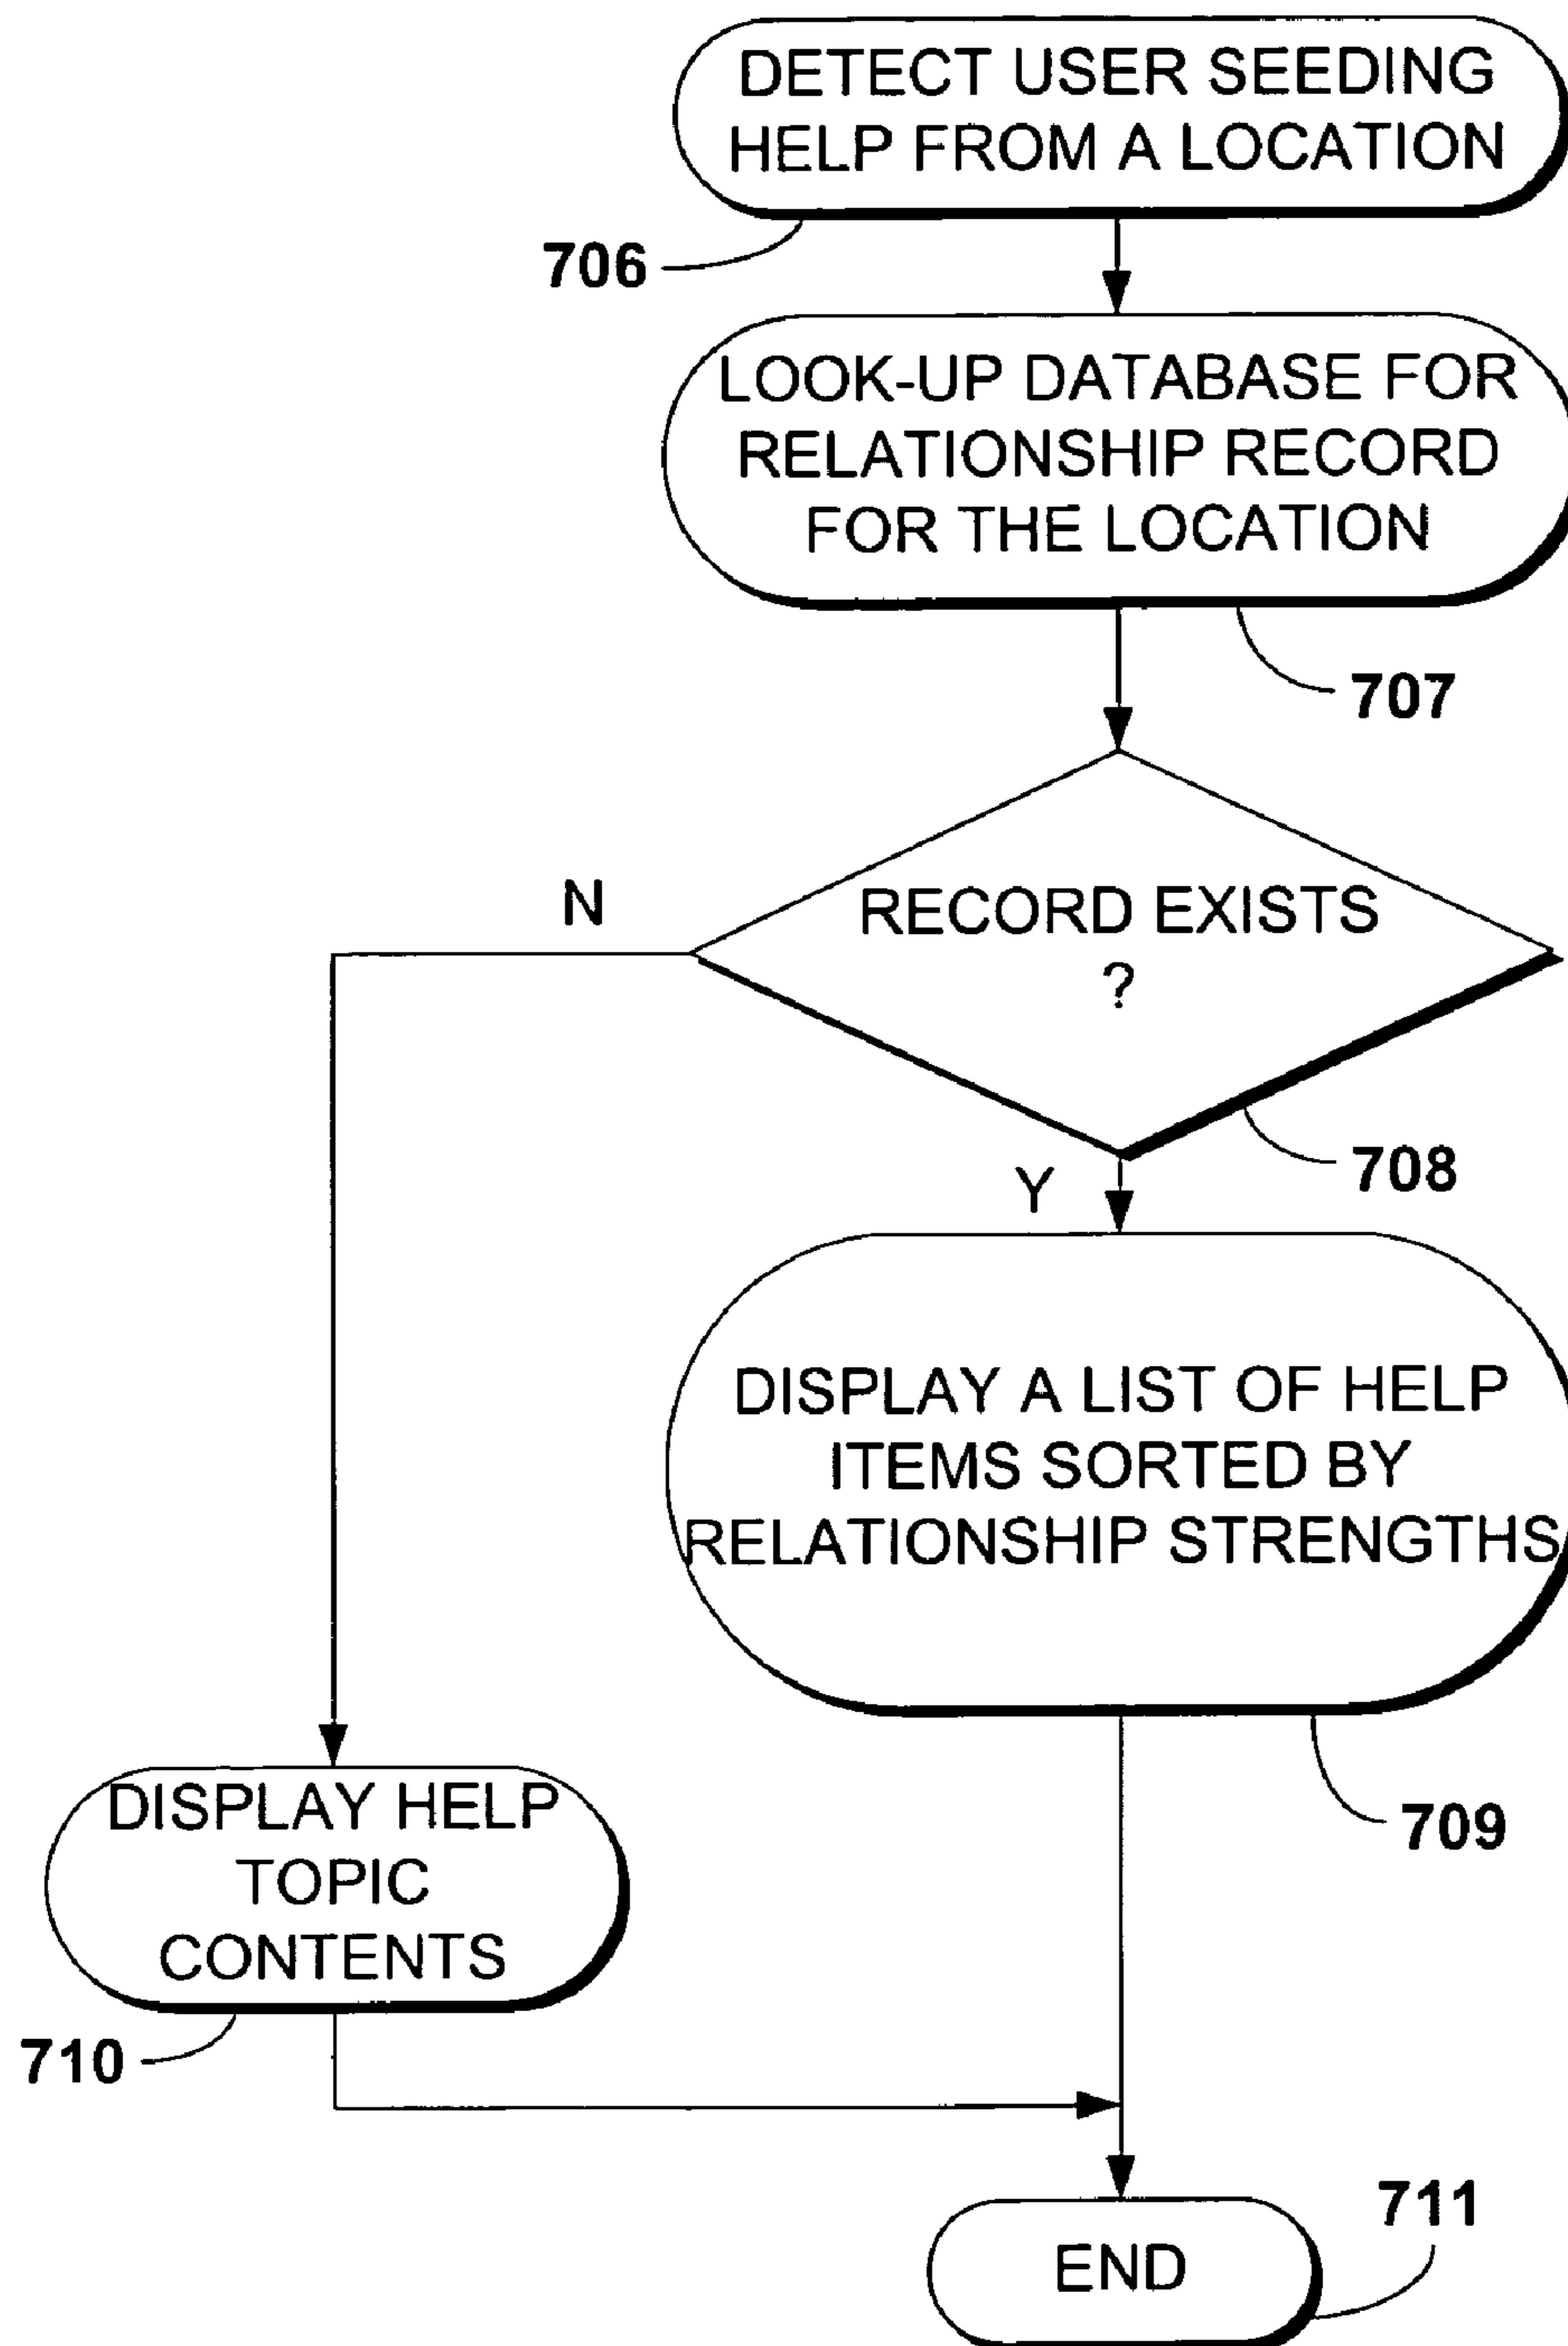 DETECT USER SEEDING
HELP FROM A LOCATION
706
LOOK-UP DATABASE FOR
RELATIONSHIP RECORD
FOR THE LOCATION
707
N
RECORD EXISTS
?
708
Y
DISPLAY A LIST OF HELP
ITEMS SORTED BY
RELATIONSHIP STRENGTHS
709
DISPLAY HELP
TOPIC
CONTENTS
710
711
END